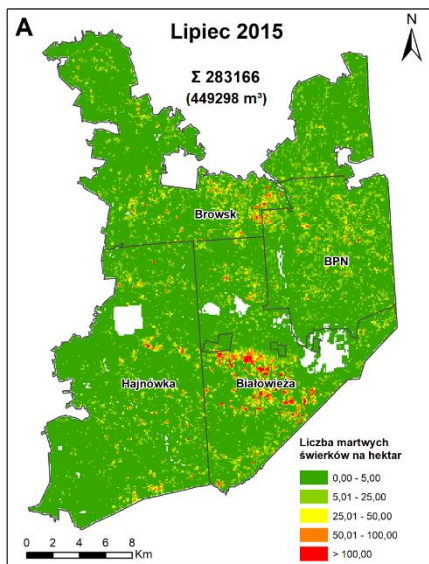 A
Lipiec 2015
N
Σ 283166
(449298 m³)
Browsk
BPN
Hajnówka
Białowieża
Liczba martwych
świerków na hektar
0,00 - 5,00
5,01 - 25,00
25,01 - 50,00
50,01 - 100,00
> 100,00
0 2 4 6 8
Km